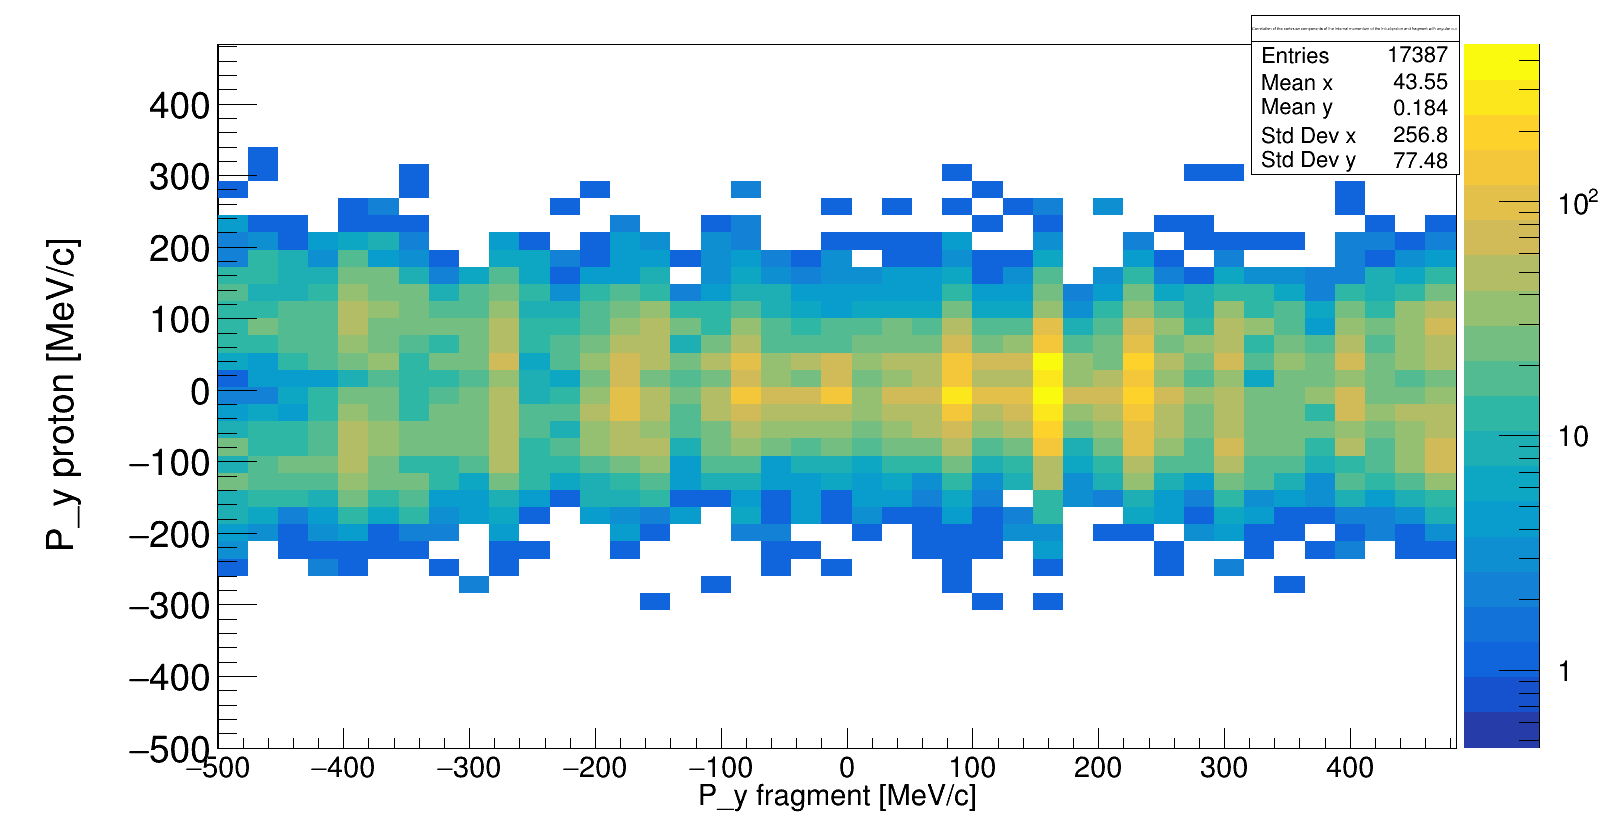 Entries 17387
Mean x 43.55
Mean y 0.184
Std Dev x 256.8
Std Dev y 77.48
P_y proton [MeV/c]
400
300
200
100
0
−100
−200
−300
−400
−500
−500 −400 −300 −200 −100 0 100 200 300 400
P_y fragment [MeV/c]
10²
10
1